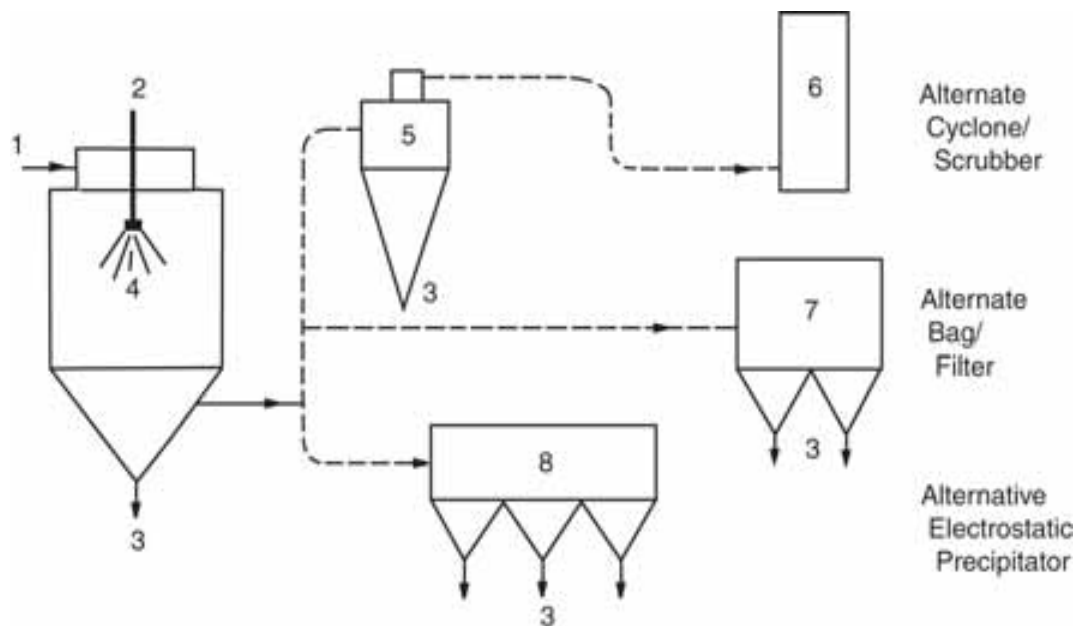 2
1
4
3
5
3
6
Alternate
Cyclone/
Scrubber
7
3
Alternate
Bag/
Filter
8
3
Alternative
Electrostatic
Precipitator